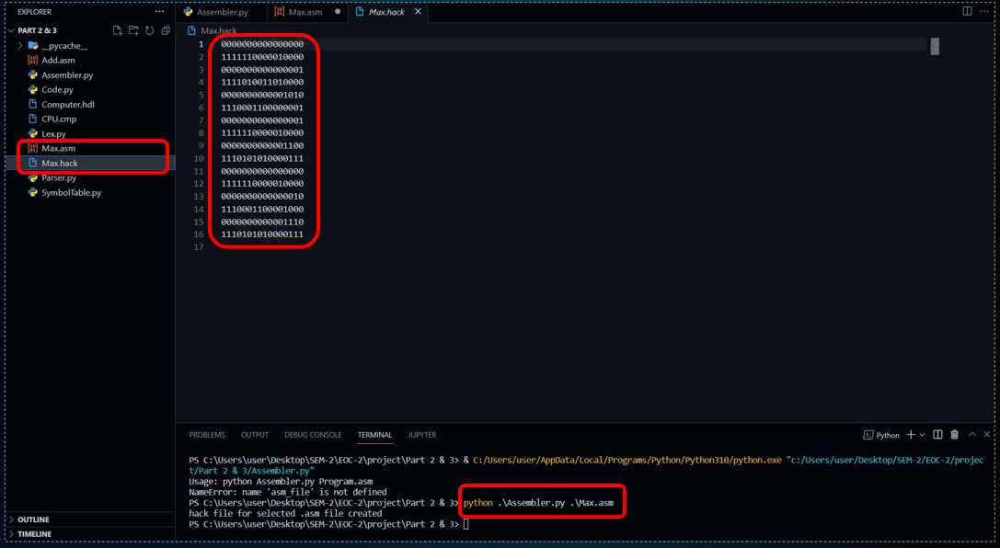 EXPLORER ···
PART 2 & 3
__pycache__
Add.asm
Assembler.py
Code.py
Computer.hdl
CPU.cmp
Lex.py
Max.asm
Max.hack
Parser.py
SymbolTable.py
OUTLINE
TIMELINE
Assembler.py Max.asm Max.hack
Max.hack
1 0000000000000000
2 1111110000010000
3 0000000000000001
4 1111010011010000
5 0000000000001010
6 1110001100000001
7 0000000000000001
8 1111110000010000
9 0000000000001100
10 1110101010000111
11 0000000000000000
12 1111110000010000
13 0000000000000010
14 1110001100001000
15 0000000000001110
16 1110101010000111
17
PROBLEMS OUTPUT DEBUG CONSOLE TERMINAL JUPYTER
Python
PS C:\Users\user\Desktop\SEM-2\EOC-2\project\Part 2 & 3> & C:/Users/user/AppData/Local/Programs/Python/Python310/python.exe "c:/Users/user/Desktop/SEM-2/EOC-2/projec
t/Part 2 & 3/Assembler.py"
Usage: python Assembler.py Program.asm
NameError: name 'asm_file' is not defined
PS C:\Users\user\Desktop\SEM-2\EOC-2\project\Part 2 & 3> python .\Assembler.py .\Max.asm
hack file for selected .asm file created
PS C:\Users\user\Desktop\SEM-2\EOC-2\project\Part 2 & 3>